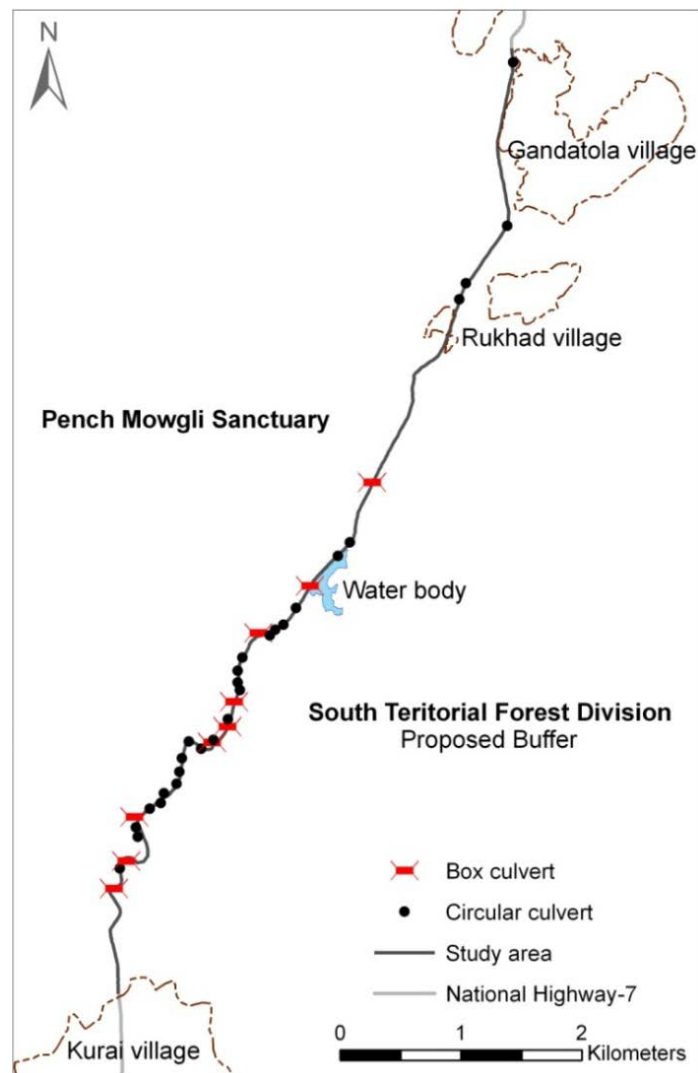 N
Gandatola village
Rukhad village
Pench Mowgli Sanctuary
Water body
South Teritorial Forest Division
Proposed Buffer
Box culvert
Circular culvert
Study area
National Highway-7
0 1 2
Kilometers
Kurai village